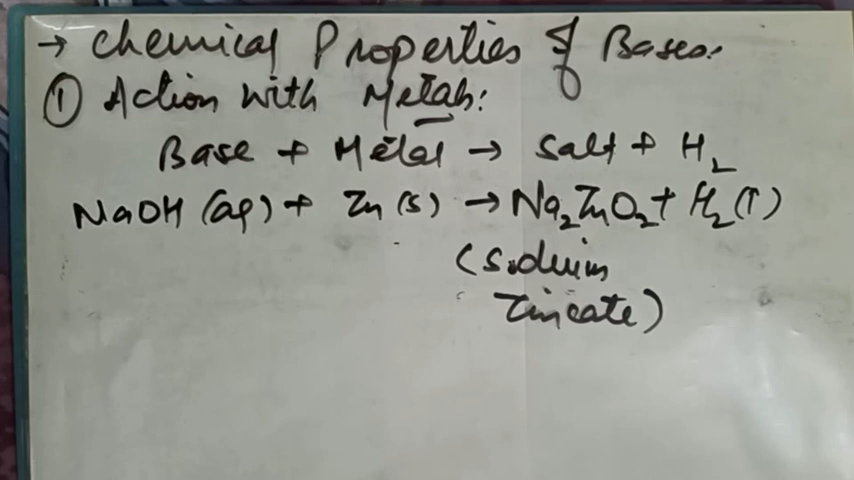 → Chemical Properties of Bases:
① Action with Metals:
Base + Metal → Salt + H₂
NaOH (aq) + Zn (s) → Na₂ZnO₂ + H₂(↑)
(Sodium
Zincate)